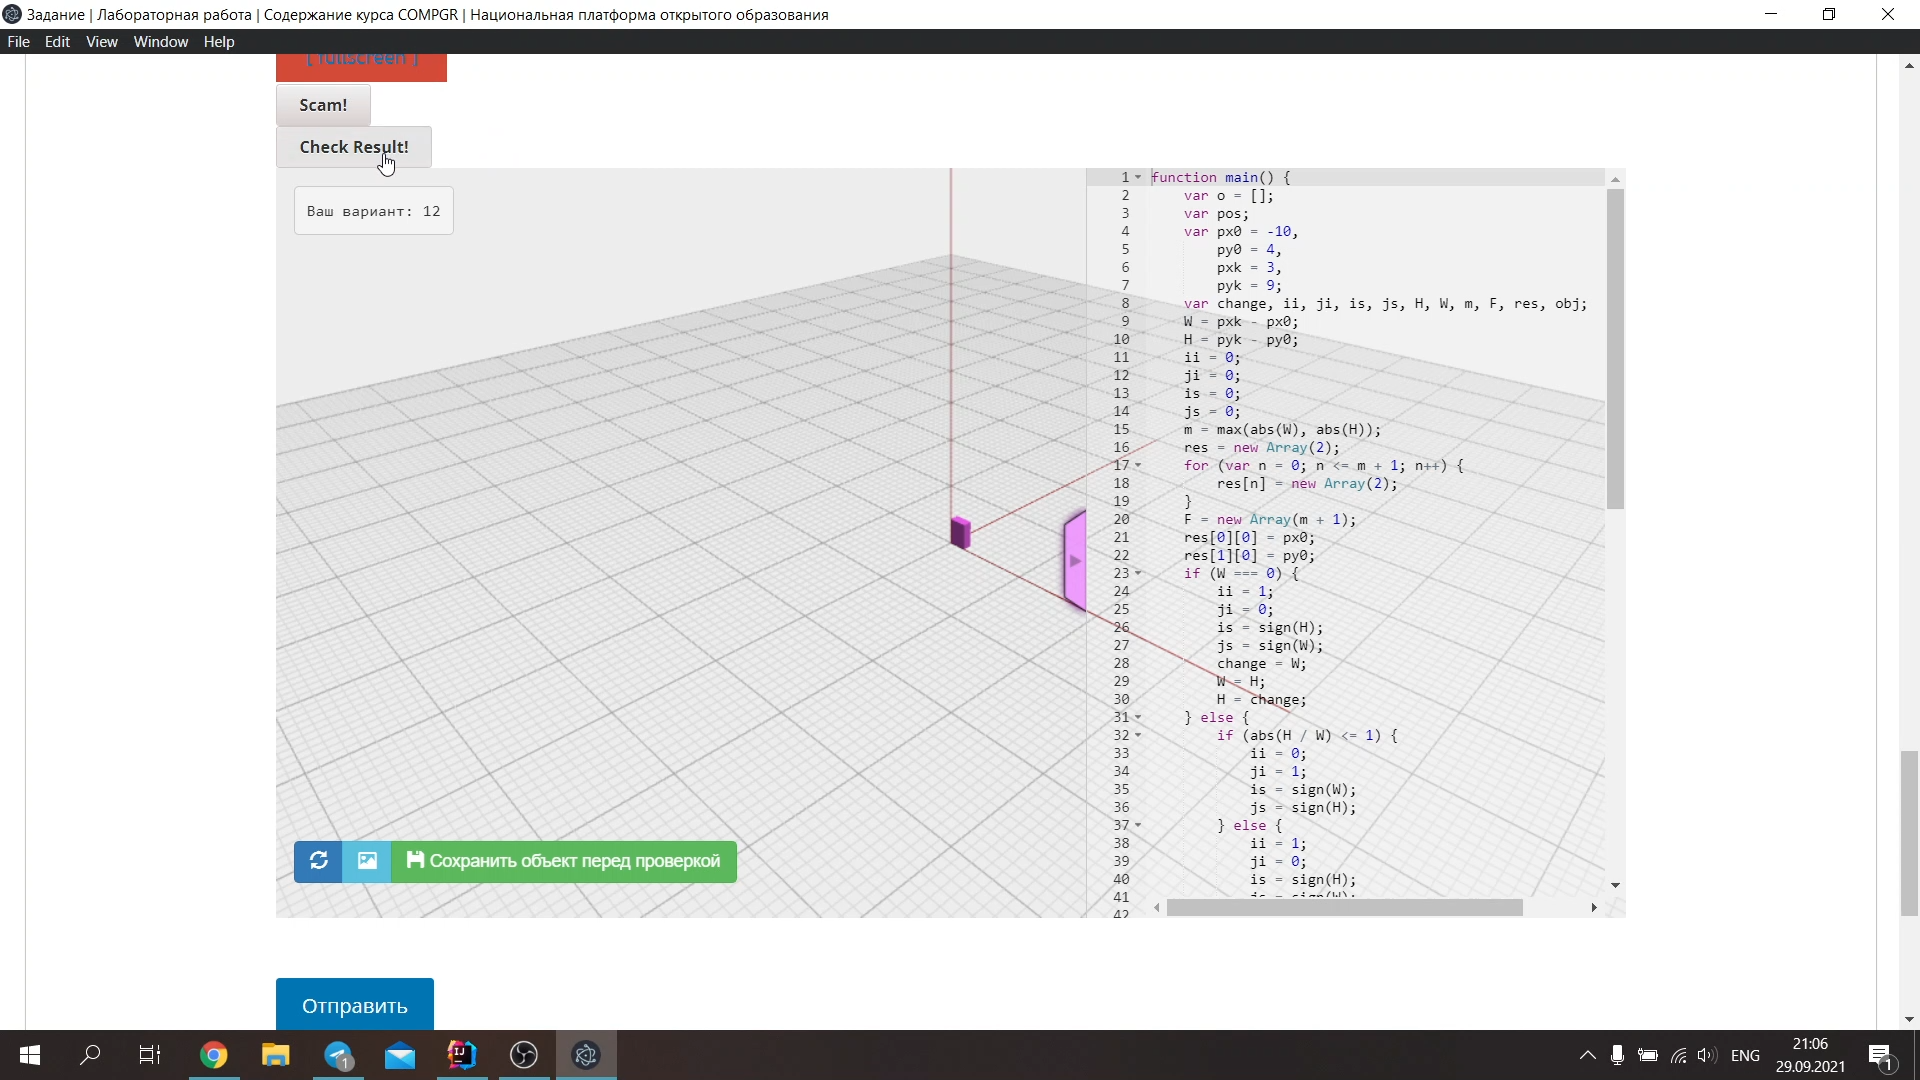 Задание | Лабораторная работа | Содержание курса COMPGR | Национальная платформа открытого образования
File Edit View Window Help
[ fullscreen ]
Scam!
Check Result!
Ваш вариант: 12
1 function main() {
2 var o = [];
3 var pos;
4 var px0 = -10,
5 py0 = 4,
6 pxk = 3,
7 pyk = 9;
8 var change, ii, ji, is, js, H, W, m, F, res, obj;
9 W = pxk - px0;
10 H = pyk - py0;
11 ii = 0;
12 ji = 0;
13 is = 0;
14 js = 0;
15 m = max(abs(W), abs(H));
16 res = new Array(2);
17 for (var n = 0; n <= m + 1; n++) {
18 res[n] = new Array(2);
19 }
20 F = new Array(m + 1);
21 res[0][0] = px0;
22 res[1][0] = py0;
23 if (W === 0) {
24 ii = 1;
25 ji = 0;
26 is = sign(H);
27 js = sign(W);
28 change = W;
29 W = H;
30 H = change;
31 } else {
32 if (abs(H / W) <= 1) {
33 ii = 0;
34 ji = 1;
35 is = sign(W);
36 js = sign(H);
37 } else {
38 ii = 1;
39 ji = 0;
40 is = sign(H);
41 js = sign(W);
42
Сохранить объект перед проверкой
Отправить
1
IJ
ENG
21:06
29.09.2021
1